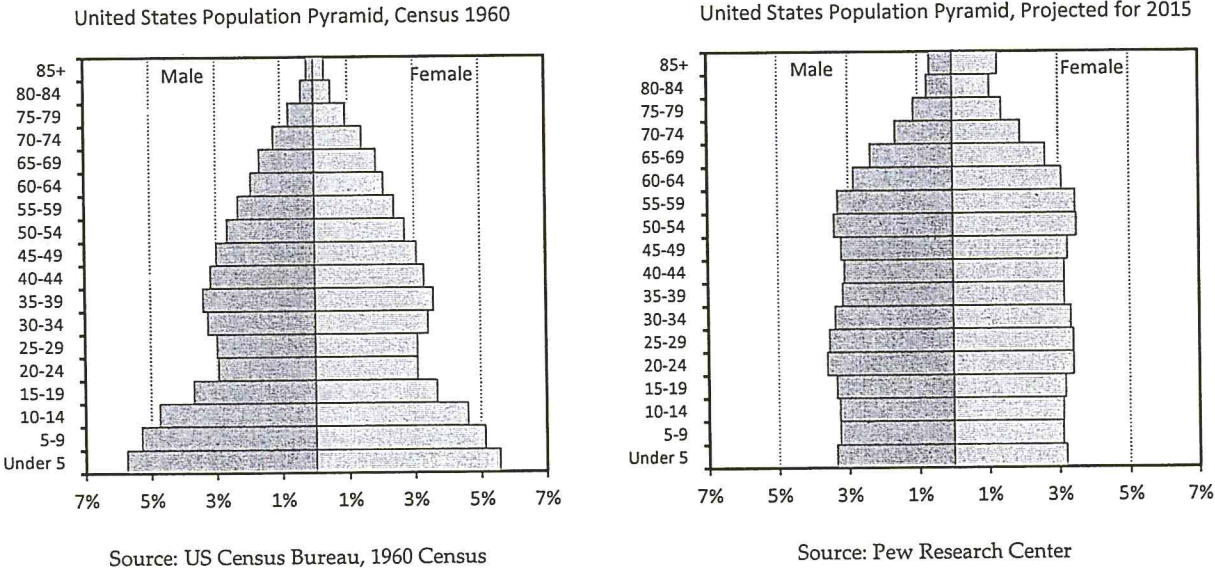 United States Population Pyramid, Census 1960
Male
Female
85+
80-84
75-79
70-74
65-69
60-64
55-59
50-54
45-49
40-44
35-39
30-34
25-29
20-24
15-19
10-14
5-9
Under 5
7% 5% 3% 1% 1% 3% 5% 7%
Source: US Census Bureau, 1960 Census
United States Population Pyramid, Projected for 2015
Male
Female
85+
80-84
75-79
70-74
65-69
60-64
55-59
50-54
45-49
40-44
35-39
30-34
25-29
20-24
15-19
10-14
5-9
Under 5
7% 5% 3% 1% 1% 3% 5% 7%
Source: Pew Research Center